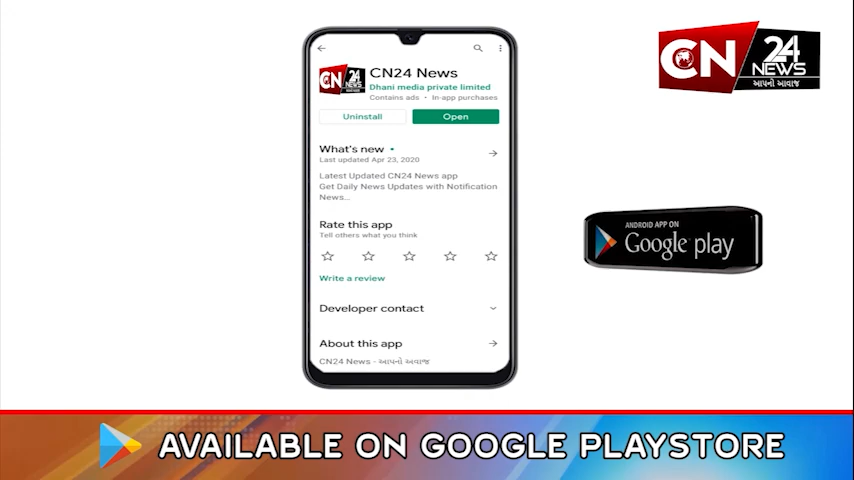 CN24 News
Dhani media private limited
Contains ads • In-app purchases
CN 24 NEWS
Uninstall
Open
What's new •
Last updated Apr 23, 2020
Latest Updated CN24 News app
Get Daily News Updates with Notification
News...
Rate this app
Tell others what you think
Write a review
Developer contact
About this app
CN24 News - આપનો અવાજ
CN 24 NEWS
આપનો અવાજ
ANDROID APP ON
Google play
AVAILABLE ON GOOGLE PLAYSTORE